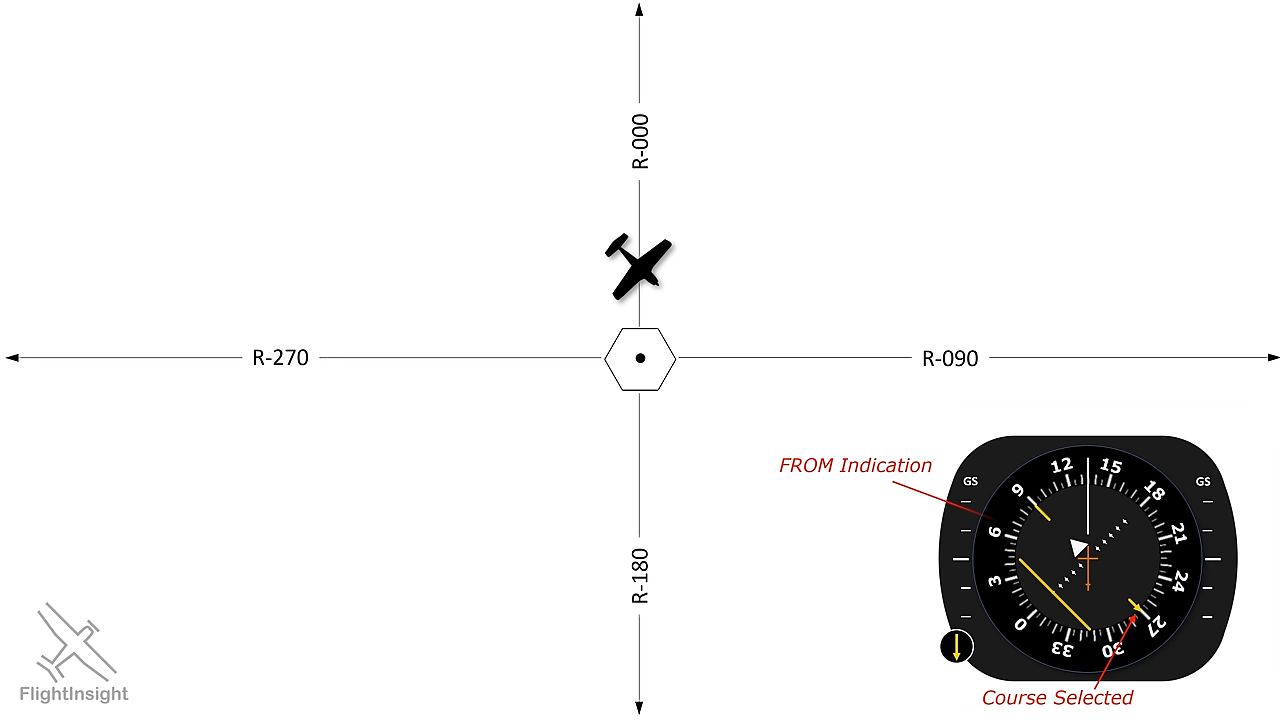 R-000
R-270
R-090
FROM Indication
GS
GS
12
15
9
18
6
21
3
24
0
27
33
30
R-180
Course Selected
FlightInsight